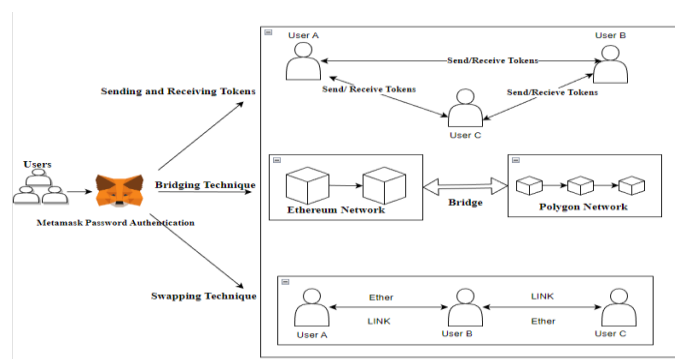 User A
User B
Send/Receive Tokens
Sending and Receiving Tokens
Send/ Receive Tokens
Send/Recieve Tokens
User C
Users
Bridging Technique
Metamask Password Authentication
Ethereum Network
Bridge
Polygon Network
Swapping Technique
Ether
LINK
LINK
Ether
User A
User B
User C